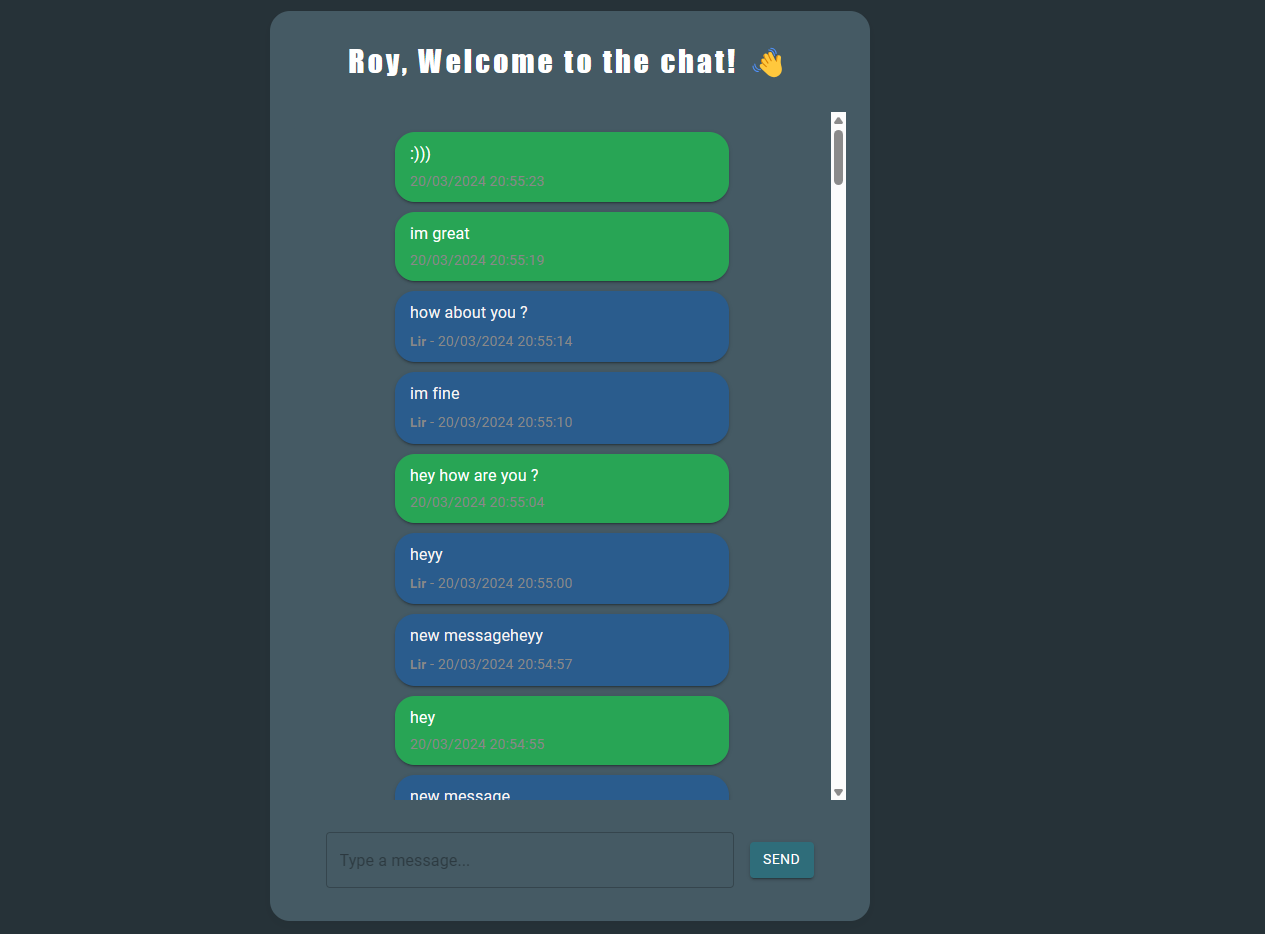 Roy, Welcome to the chat! 👋
:)))
20/03/2024 20:55:23
im great
20/03/2024 20:55:19
how about you ?
Lir - 20/03/2024 20:55:14
im fine
Lir - 20/03/2024 20:55:10
hey how are you ?
20/03/2024 20:55:04
heyy
Lir - 20/03/2024 20:55:00
new messageheyy
Lir - 20/03/2024 20:54:57
hey
20/03/2024 20:54:55
new message
Type a message...
SEND